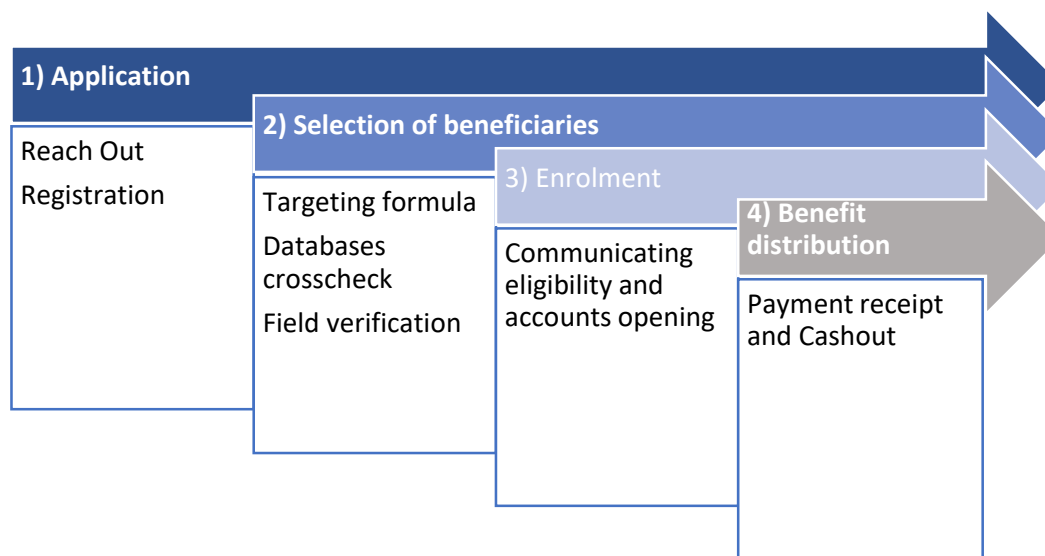 1) Application
Reach Out
Registration
2) Selection of beneficiaries
Targeting formula
Databases
crosscheck
Field verification
3) Enrolment
Communicating
eligibility and
accounts opening
4) Benefit
distribution
Payment receipt
and Cashout